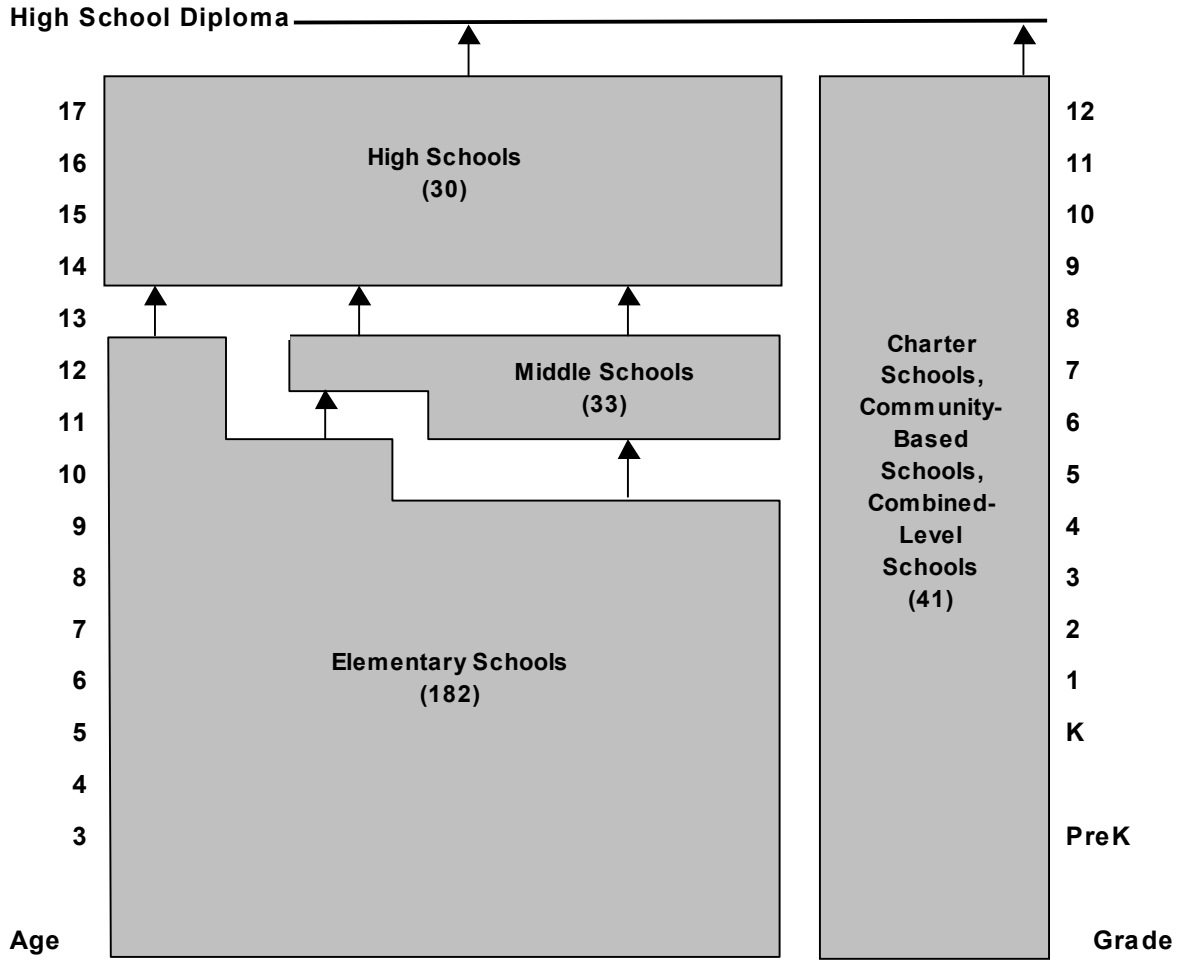 High School Diploma
17
12
High Schools
16
11
(30)
15
10
14
9
13
8
Charter
Schools,
Community-
Based
Schools,
Combined-
Level
Schools
(41)
12
Middle Schools
7
(33)
11
6
10
5
9
4
8
3
7
2
Elementary Schools
6
1
(182)
5
K
4
3
PreK
Age
Grade